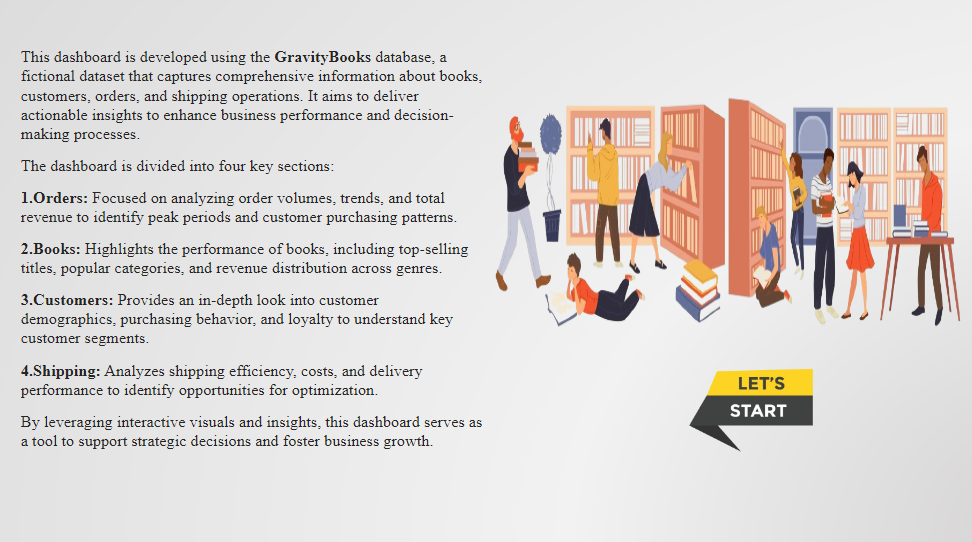 This dashboard is developed using the GravityBooks database, a
fictional dataset that captures comprehensive information about books,
customers, orders, and shipping operations. It aims to deliver
actionable insights to enhance business performance and decision-
making processes.
The dashboard is divided into four key sections:
1.Orders: Focused on analyzing order volumes, trends, and total
revenue to identify peak periods and customer purchasing patterns.
2.Books: Highlights the performance of books, including top-selling
titles, popular categories, and revenue distribution across genres.
3.Customers: Provides an in-depth look into customer
demographics, purchasing behavior, and loyalty to understand key
customer segments.
4.Shipping: Analyzes shipping efficiency, costs, and delivery
performance to identify opportunities for optimization.
By leveraging interactive visuals and insights, this dashboard serves as
a tool to support strategic decisions and foster business growth.
LET'S
START